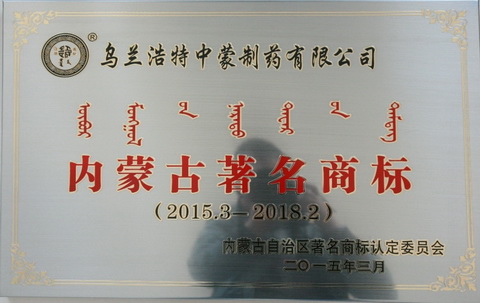 ® 乌兰浩特中蒙制药有限公司
内蒙古著名商标
(2015.3-2018.2)
内蒙古自治区著名商标认定委员会
二〇一五年三月